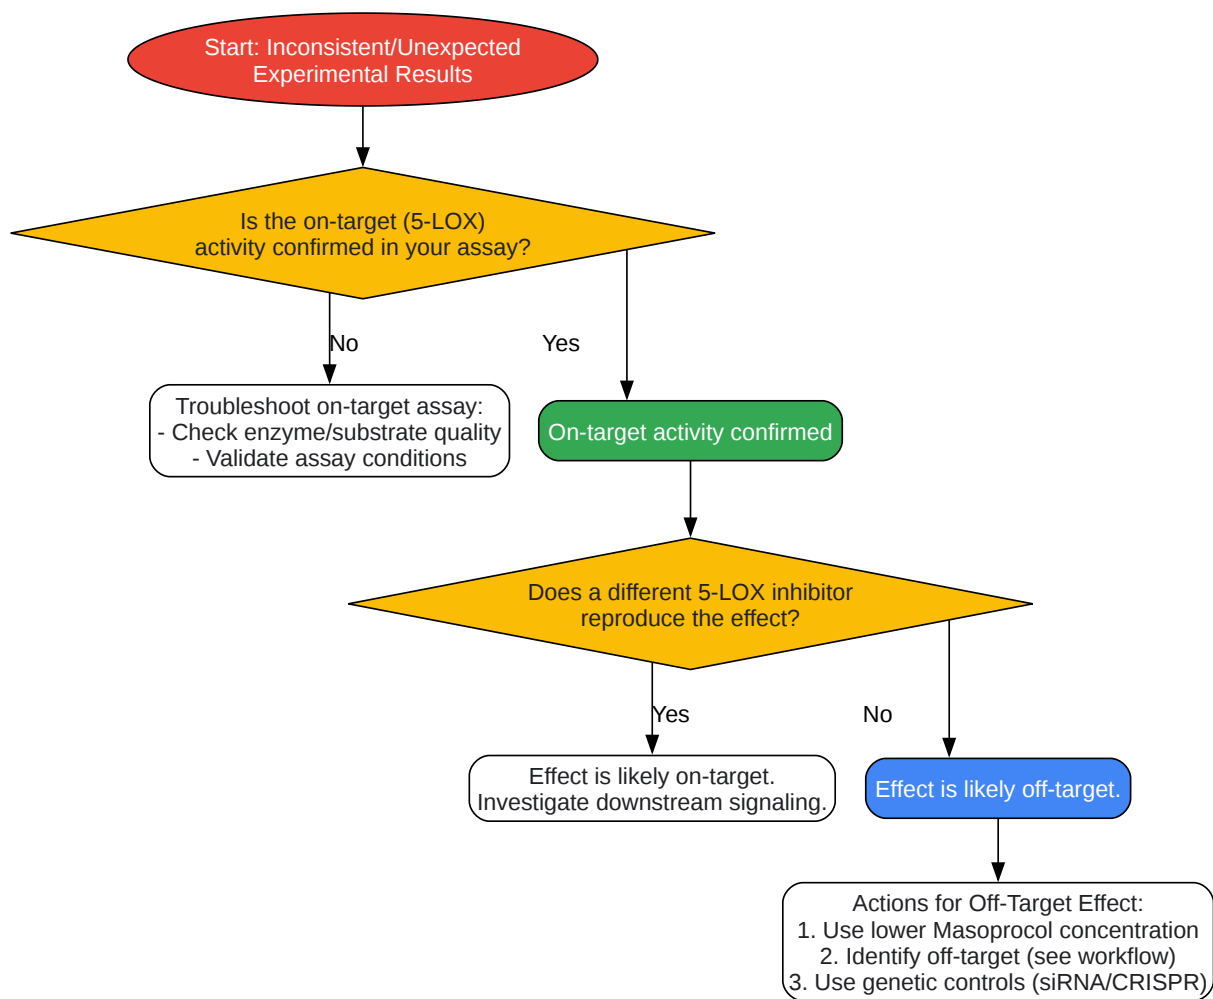 Start: Inconsistent/Unexpected
Experimental Results
Is the on-target (5-LOX)
activity confirmed in your assay?
No
Yes
Troubleshoot on-target assay:
- Check enzyme/substrate quality
- Validate assay conditions
On-target activity confirmed
Does a different 5-LOX inhibitor
reproduce the effect?
Yes
No
Effect is likely on-target.
Investigate downstream signaling.
Effect is likely off-target.
Actions for Off-Target Effect:
1. Use lower Masoprocol concentration
2. Identify off-target (see workflow)
3. Use genetic controls (siRNA/CRISPR)